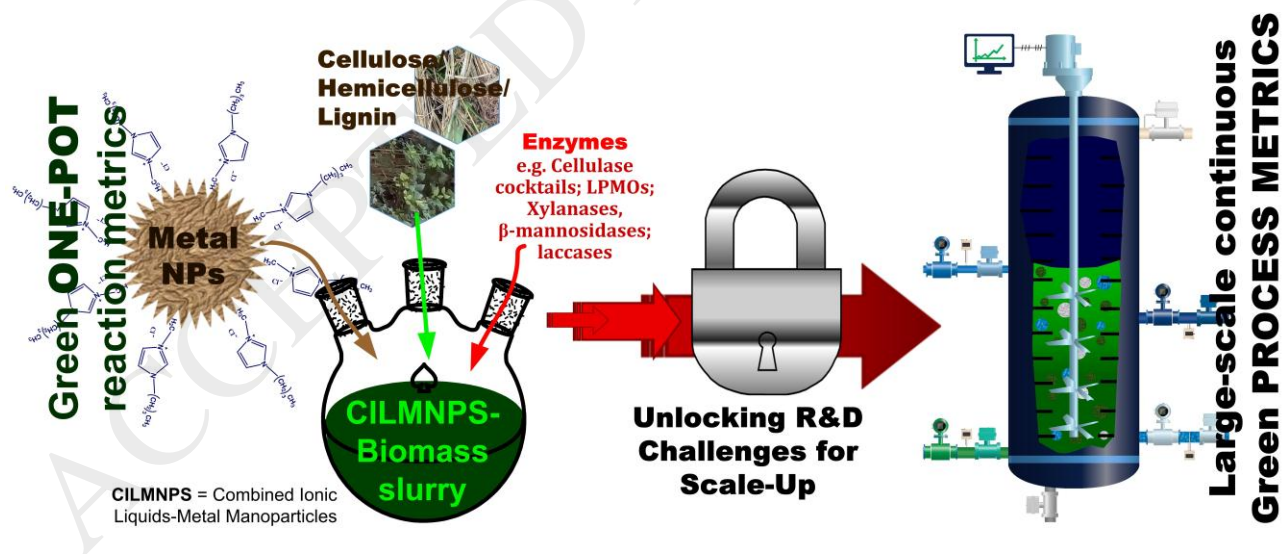 Green ONE-POT
reaction metrics
Metal
NPs
Cellulose/
Hemicellulose/
Lignin
Enzymes
e.g. Cellulase
cocktails; LPMOs;
Xylanases,
β-mannosidases;
laccases
CILMNPS-
Biomass
slurry
CILMNPS = Combined Ionic
Liquids-Metal Manoparticles
Unlocking R&D
Challenges for
Scale-Up
Large-scale continuous
Green PROCESS METRICS
ACCEPTED